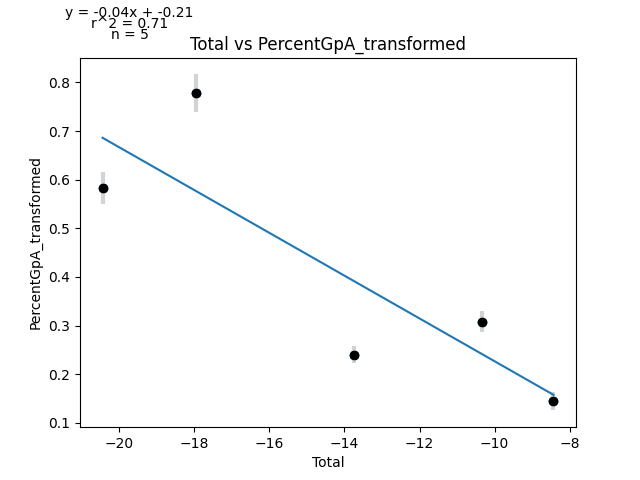 y = -0.04x + -0.21
r^2 = 0.71
n = 5
Total vs PercentGpA_transformed
PercentGpA_transformed
0.8
0.7
0.6
0.5
0.4
0.3
0.2
0.1
−20
−18
−16
−14
−12
−10
−8
Total